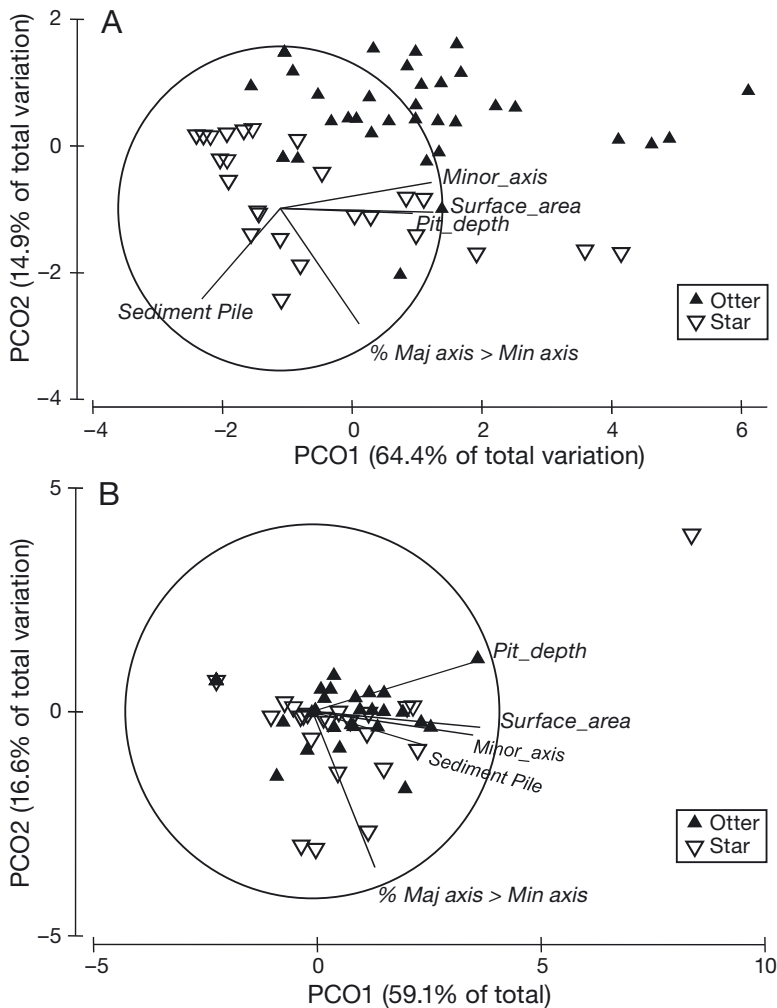 A
2
0
−2
−4
PCO2 (14.9% of total variation)
Minor_axis
Surface_area
Pit_depth
Sediment Pile
% Maj axis > Min axis
Otter
Star
−4
−2
0
2
4
6
PCO1 (64.4% of total variation)
B
5
0
−5
PCO2 (16.6% of total variation)
Pit_depth
Surface_area
Minor_axis
Sediment Pile
% Maj axis > Min axis
Otter
Star
−5
0
5
10
PCO1 (59.1% of total)